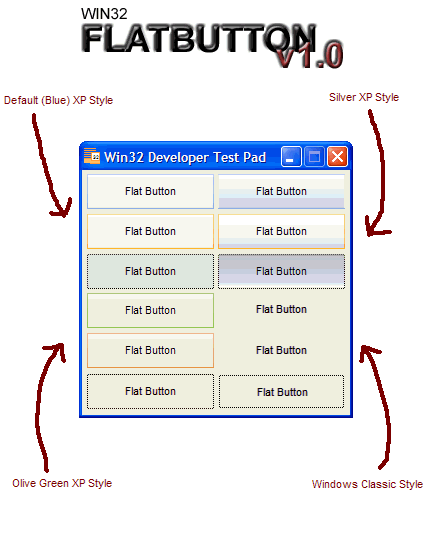 WIN32
FLATBUTTON
v1.0
Default (Blue) XP Style
Silver XP Style
Win32 Developer Test Pad
Flat Button
Flat Button
Flat Button
Flat Button
Flat Button
Flat Button
Flat Button
Flat Button
Flat Button
Flat Button
Flat Button
Flat Button
Olive Green XP Style
Windows Classic Style